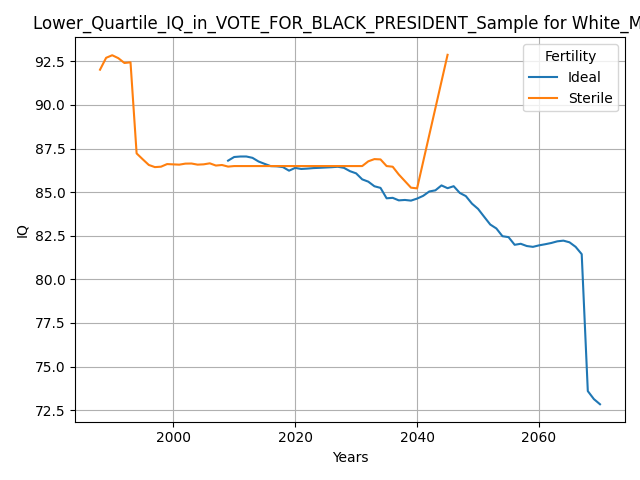 Lower_Quartile_IQ_in_VOTE_FOR_BLACK_PRESIDENT_Sample for White_M
Fertility
Ideal
Sterile
92.5
90.0
87.5
85.0
82.5
80.0
77.5
75.0
72.5
IQ
2000
2020
2040
2060
Years